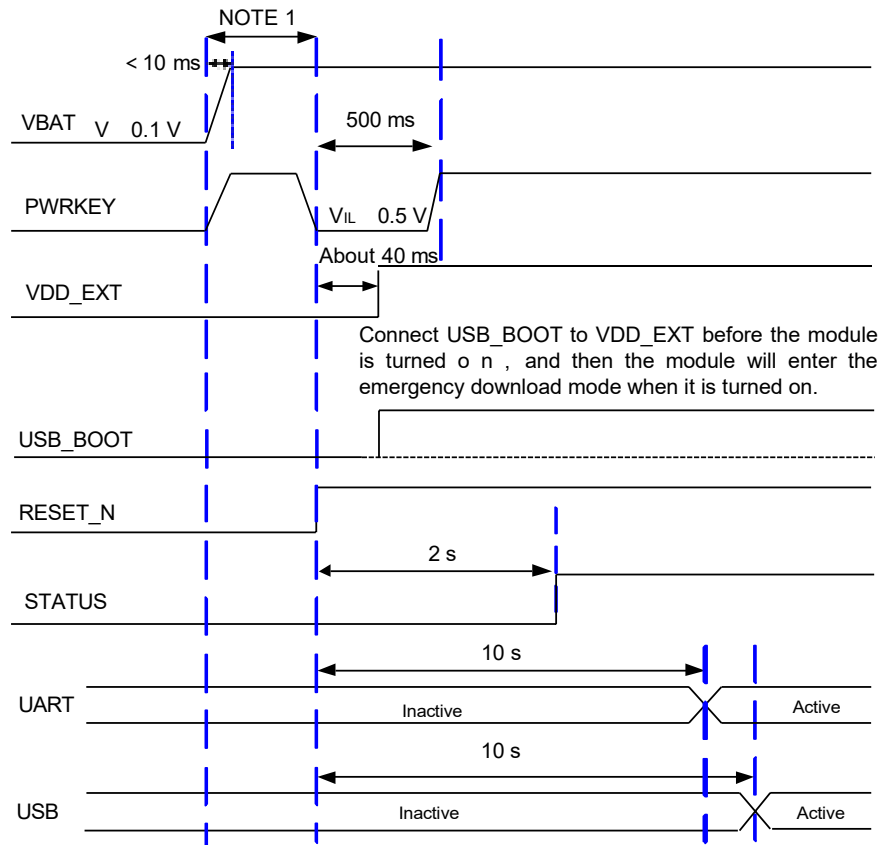 NOTE 1
< 10 ms
VBAT V 0.1 V
500 ms
PWRKEY
VIL 0.5 V
About 40 ms
VDD_EXT
Connect USB_BOOT to VDD_EXT before the module
is turned o n , and then the module will enter the
emergency download mode when it is turned on.
USB_BOOT
RESET_N
2 s
STATUS
10 s
UART
Inactive
Active
10 s
USB
Inactive
Active